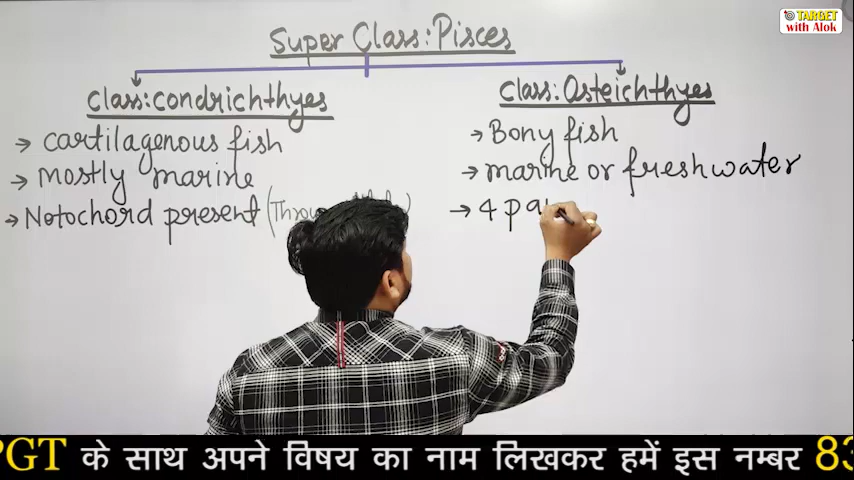 TARGET
with Alok
Super Class:Pisces
Class:Condrichthyes
→ cartilagenous fish
→ mostly marine
→ Notochord present
Class:Osteichthyes
→ Bony fish
→ marine or freshwater
→ 4 pa
PGT के साथ अपने विषय का नाम लिखकर हमें इस नम्बर 83